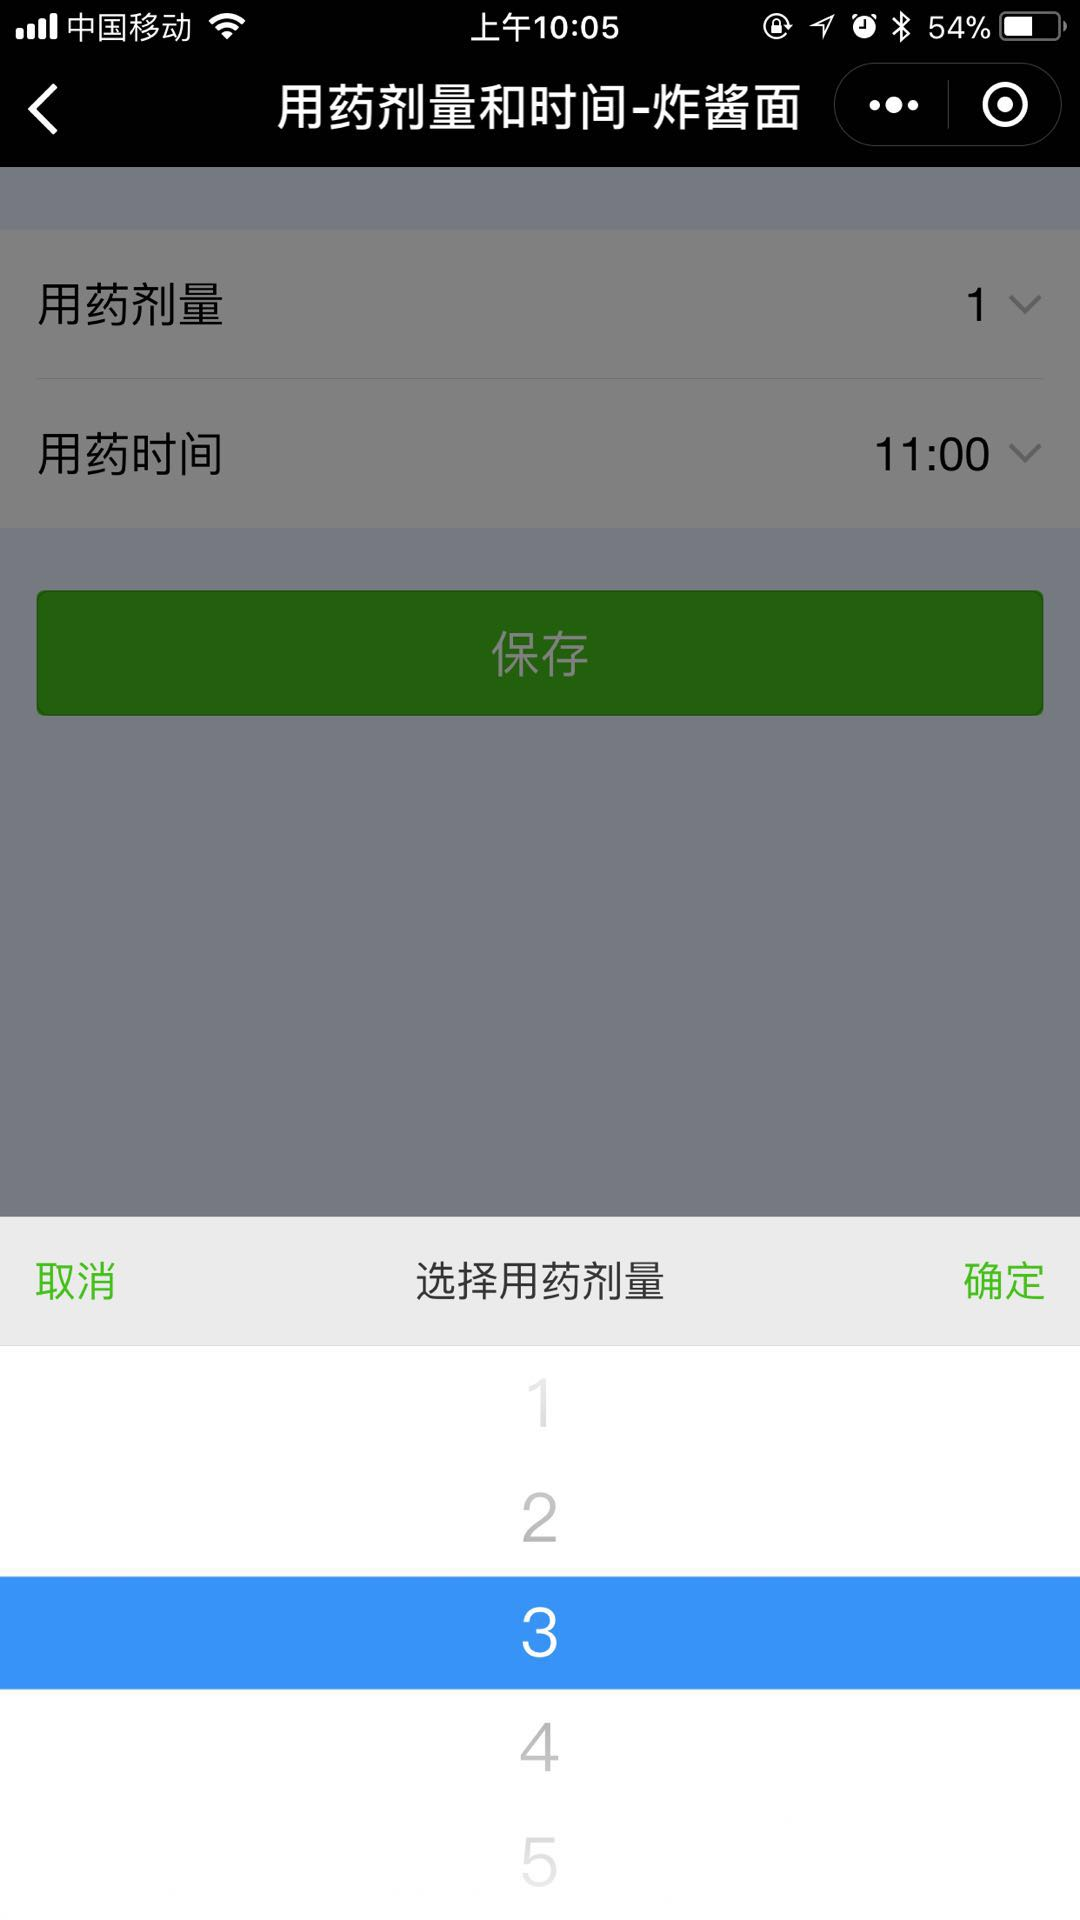 中国移动 上午10:05 54%
用药剂量和时间-炸酱面
用药剂量 1
用药时间 11:00
保存
取消 选择用药剂量 确定
1
2
3
4
5